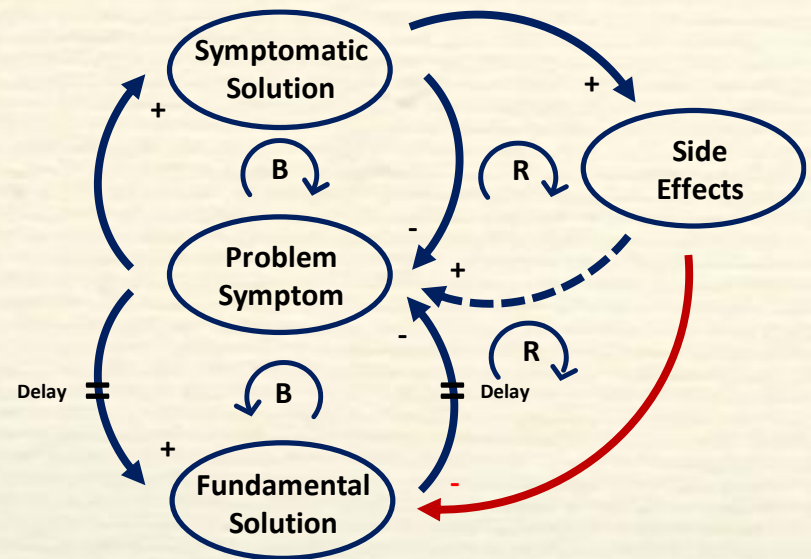 Symptomatic
Solution
+
+
B
R
Side
Effects
-
Problem
Symptom
+
-
R
Delay
B
Delay
+
Fundamental
Solution
-